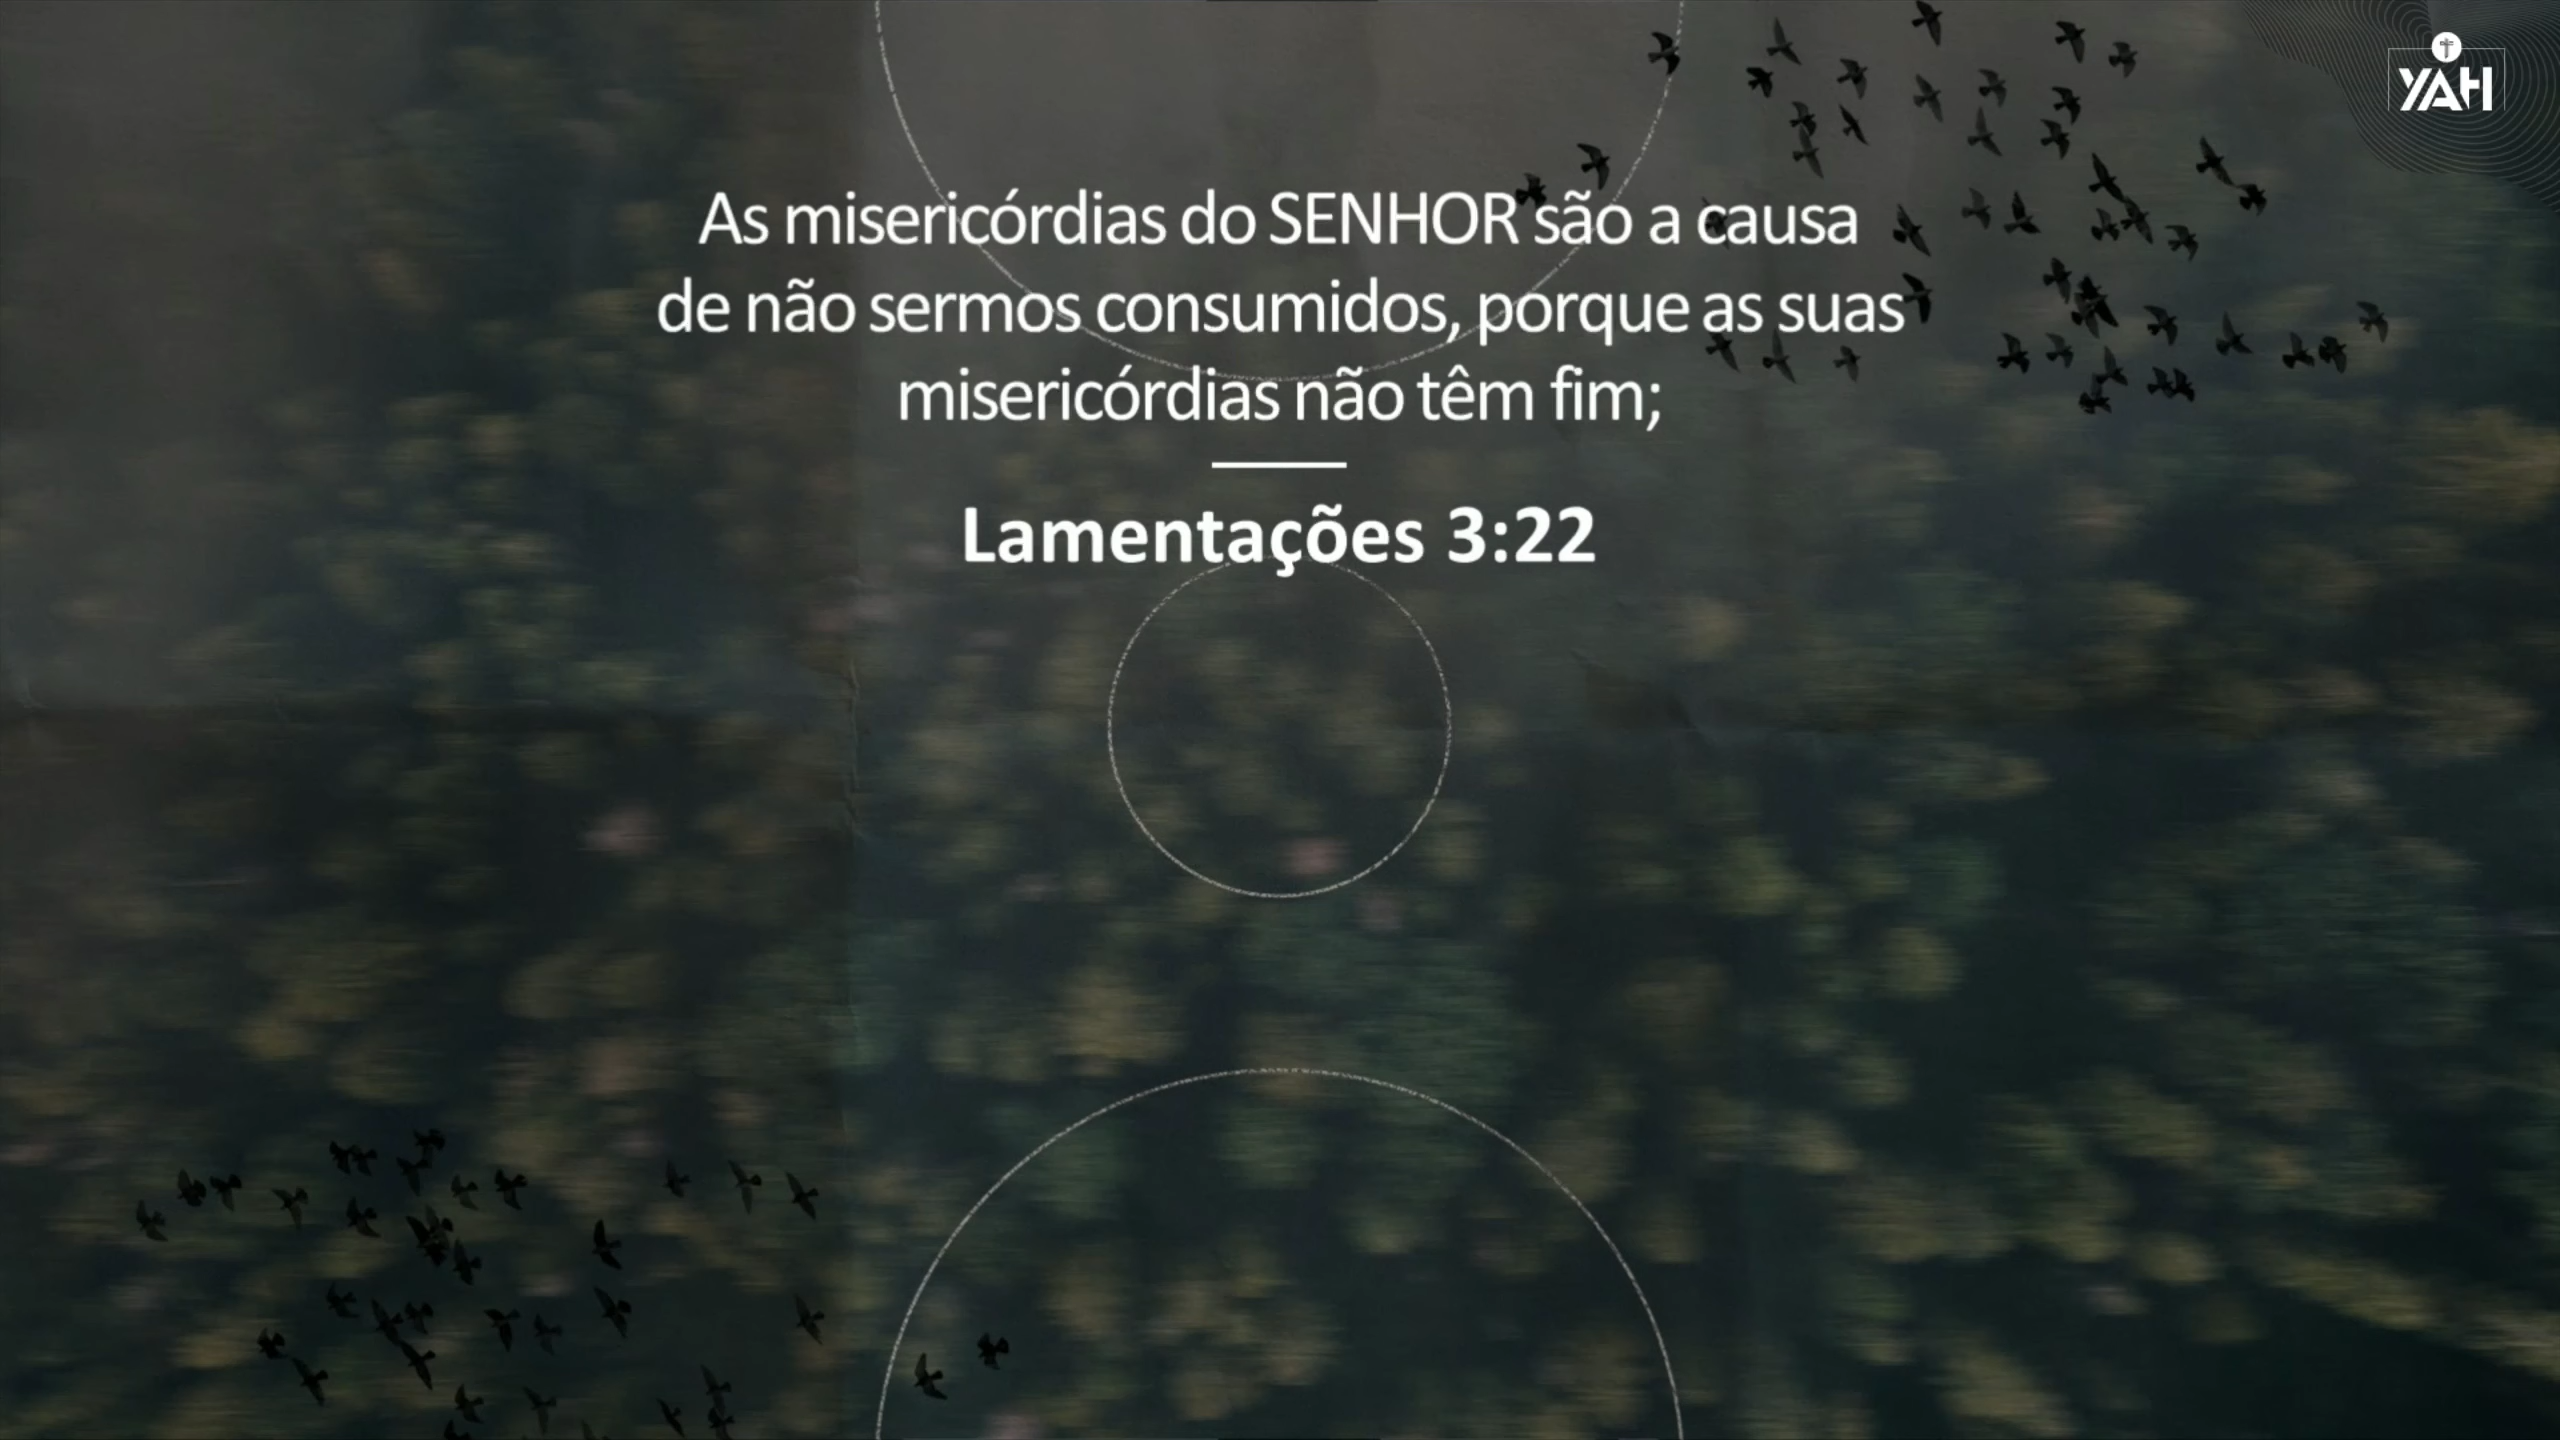 YAH
As misericórdias do SENHOR são a causa
de não sermos consumidos, porque as suas
misericórdias não têm fim;
Lamentações 3:22